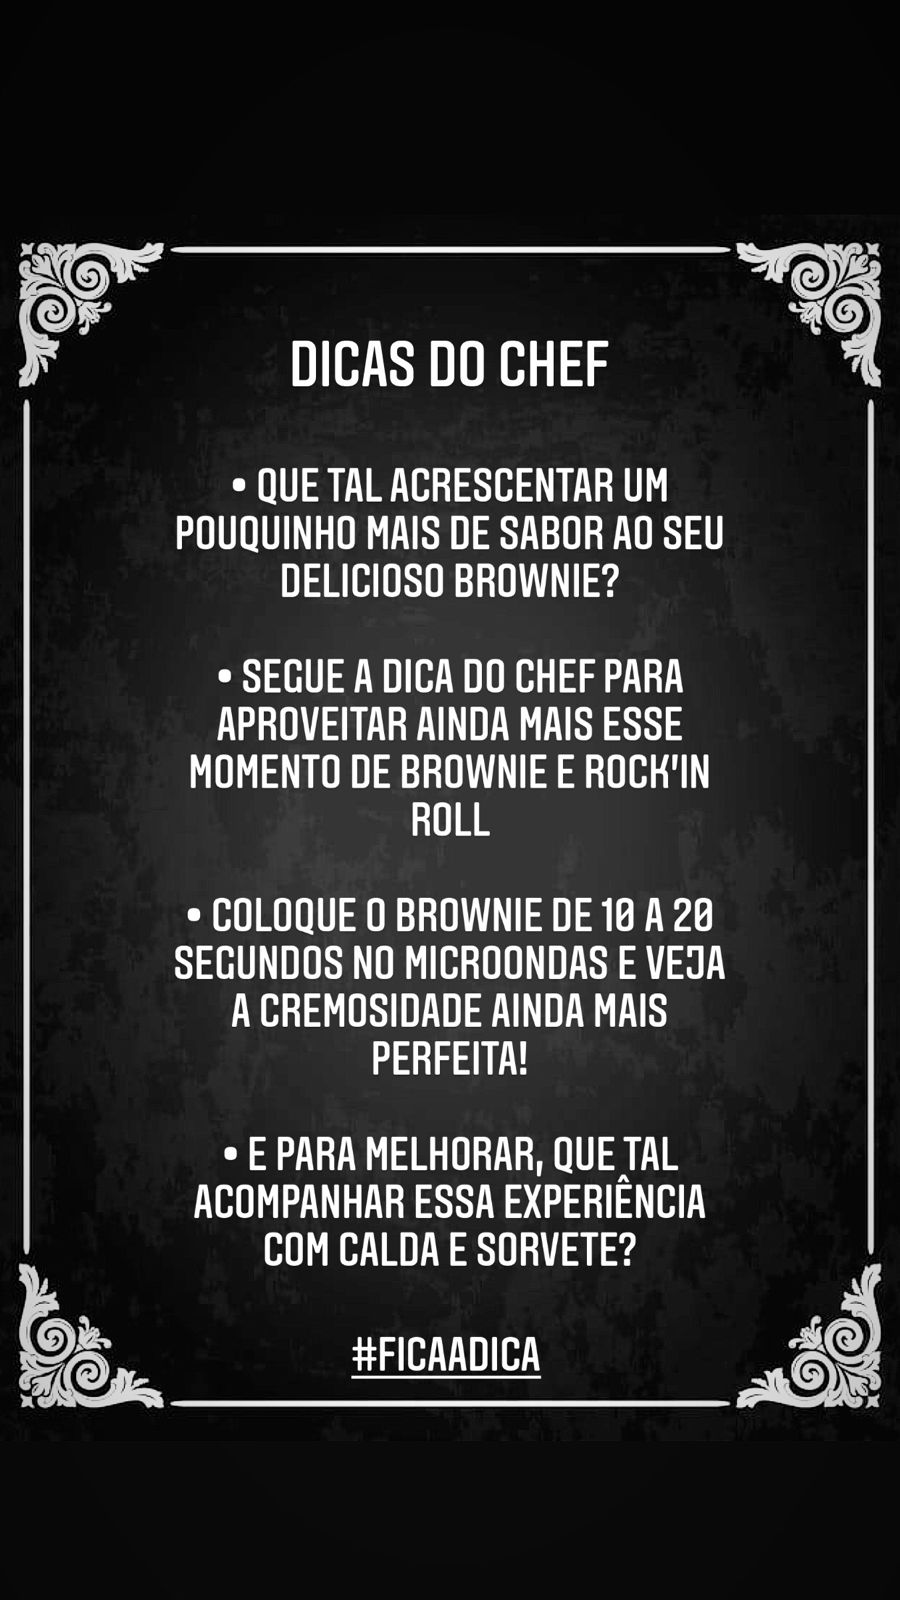 DICAS DO CHEF
• QUE TAL ACRESCENTAR UM
POUQUINHO MAIS DE SABOR AO SEU
DELICIOSO BROWNIE?
• SEGUE A DICA DO CHEF PARA
APROVEITAR AINDA MAIS ESSE
MOMENTO DE BROWNIE E ROCK'IN
ROLL
• COLOQUE O BROWNIE DE 10 A 20
SEGUNDOS NO MICROONDAS E VEJA
A CREMOSIDADE AINDA MAIS
PERFEITA!
• E PARA MELHORAR, QUE TAL
ACOMPANHAR ESSA EXPERIÊNCIA
COM CALDA E SORVETE?
#FICAADICA